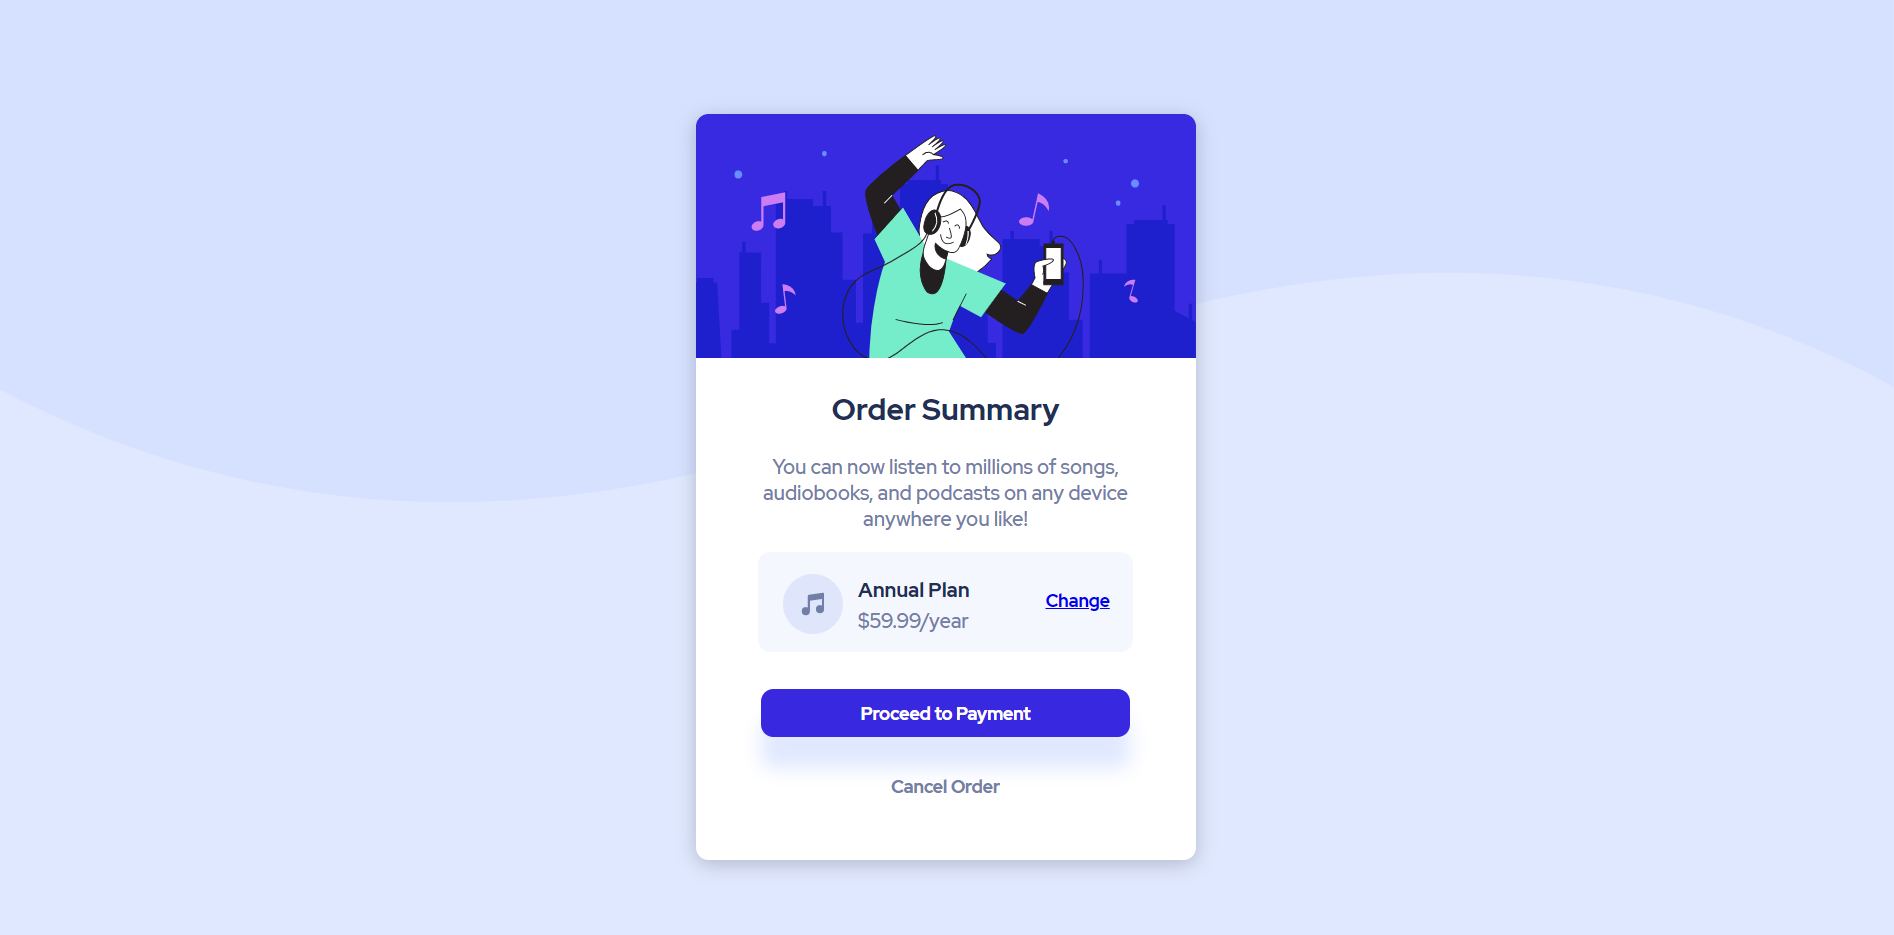 Order Summary
You can now listen to millions of songs,
audiobooks, and podcasts on any device
anywhere you like!
Annual Plan
$59.99/year
Change
Proceed to Payment
Cancel Order